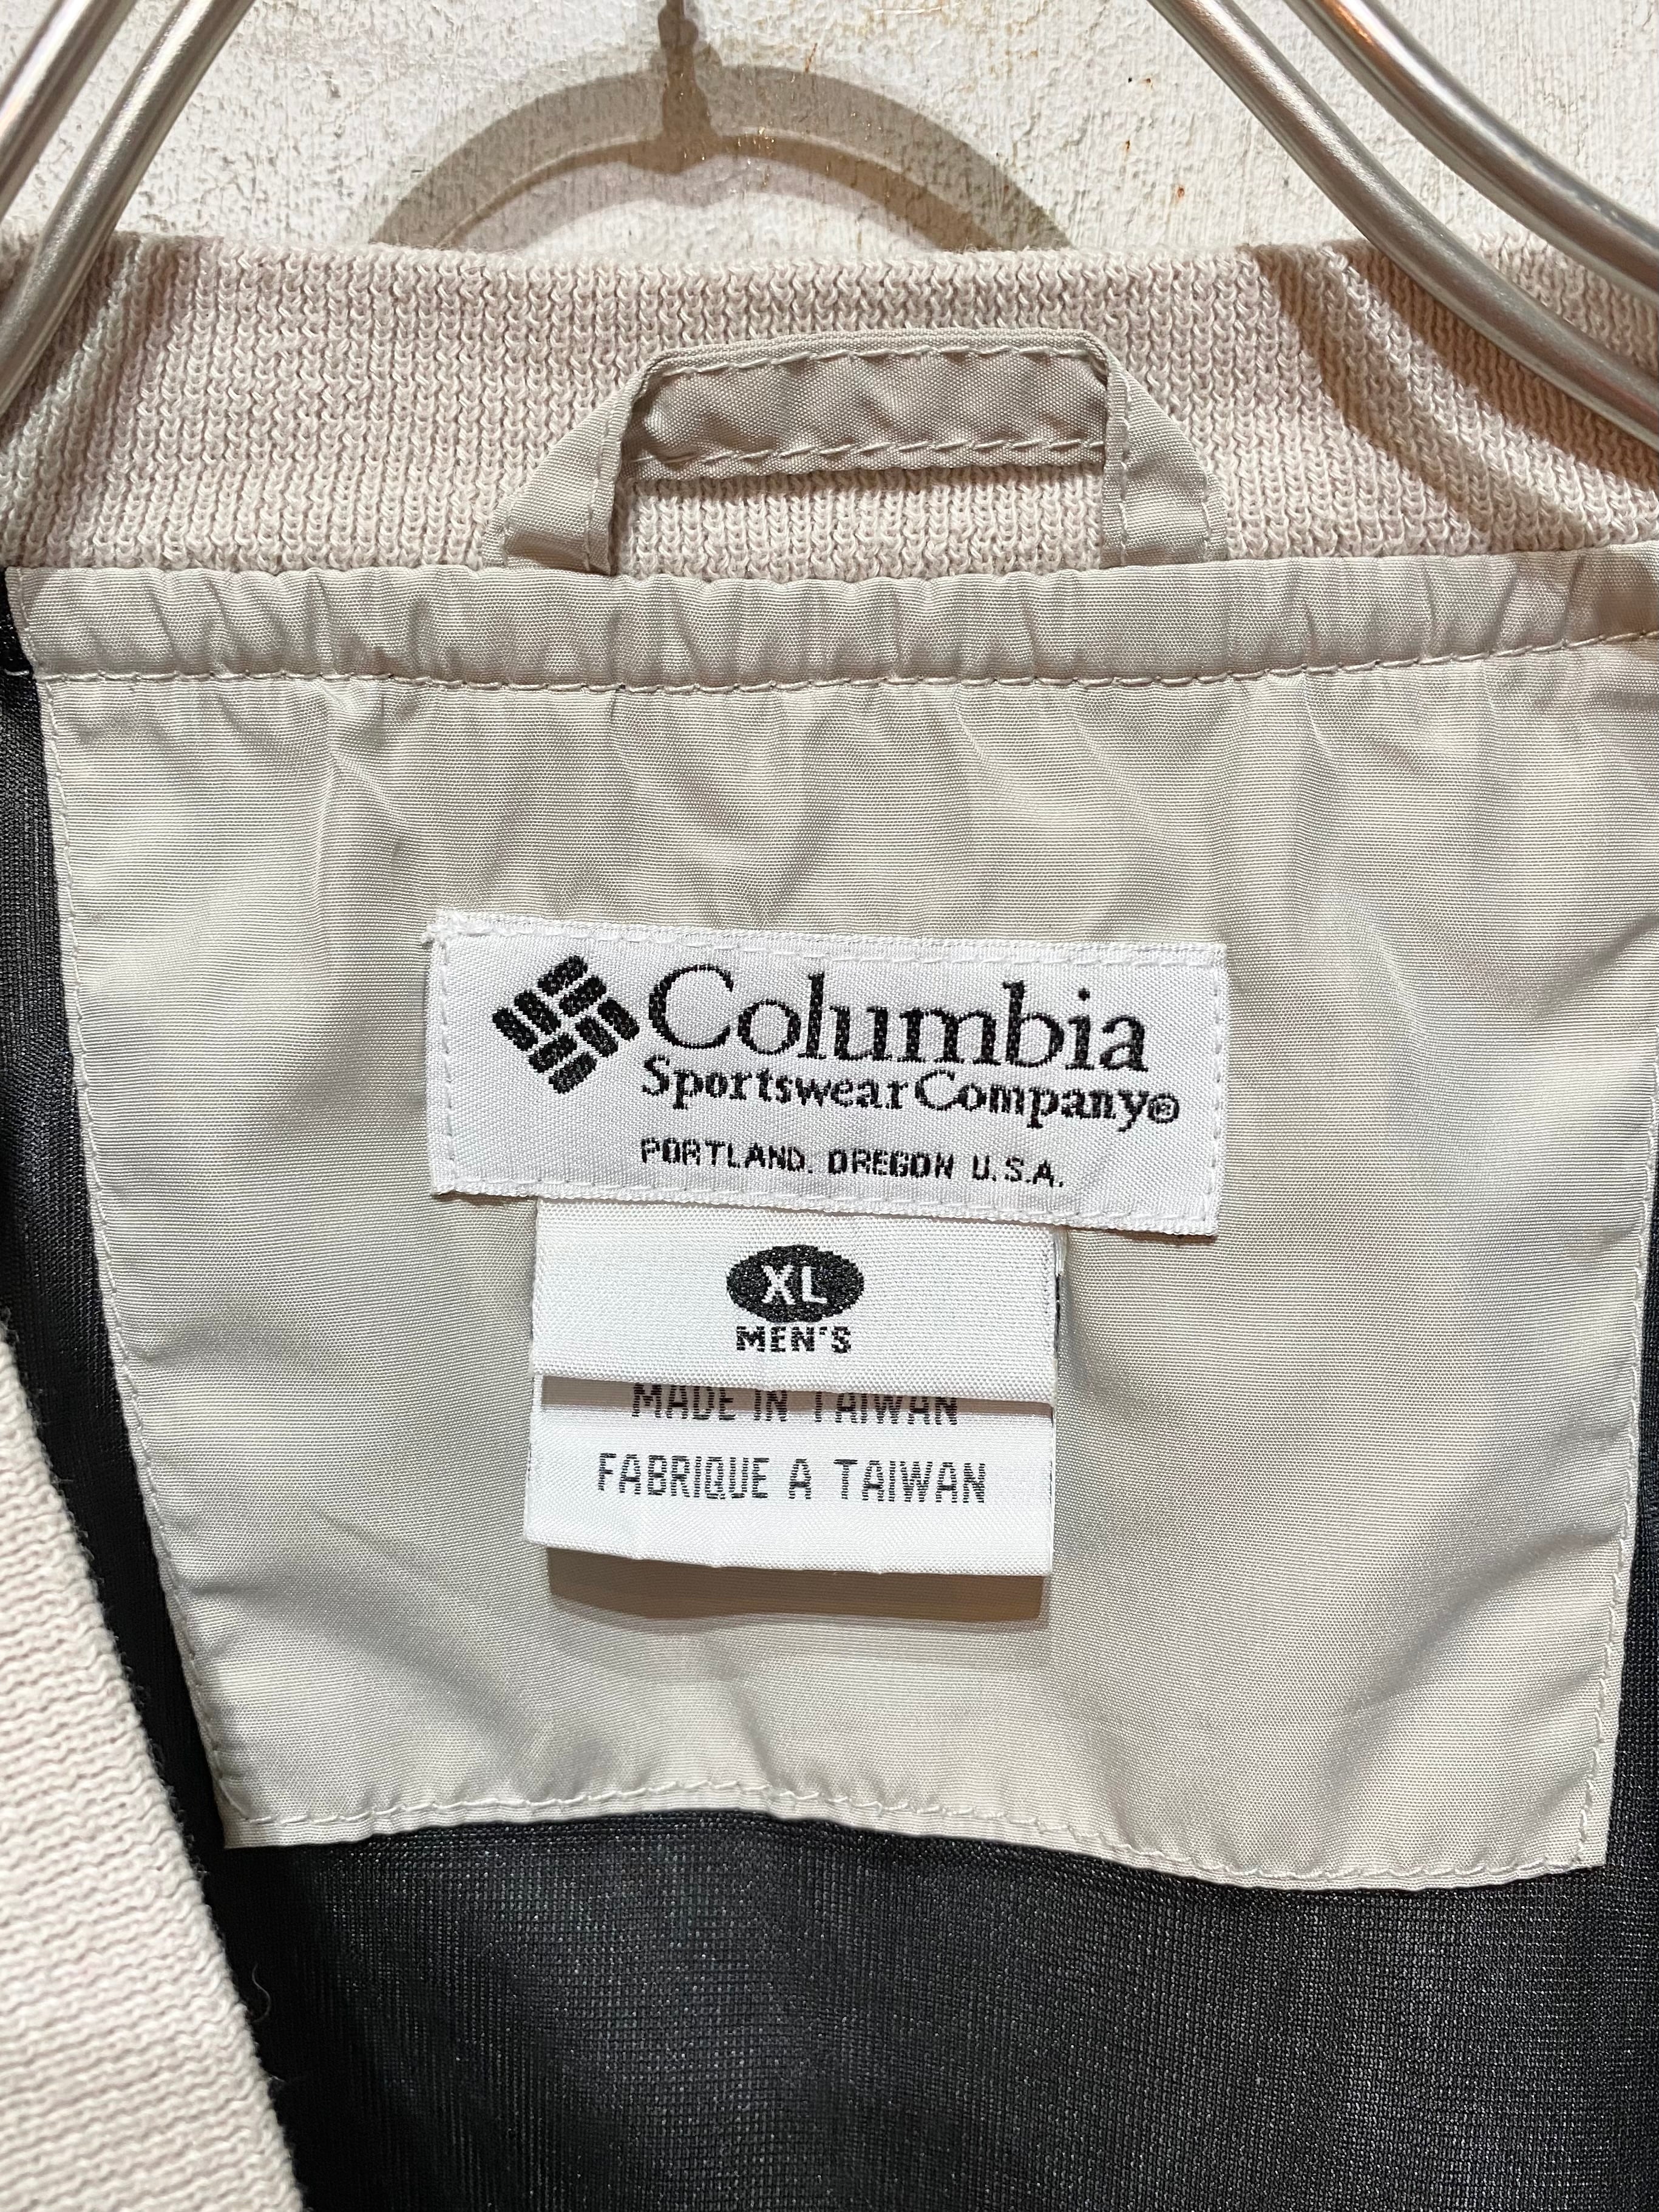 Columbia
Sportswear Company®
PORTLAND, OREGON U.S.A.
XL
MEN'S
MADE IN TAIWAN
FABRIQUE A TAIWAN